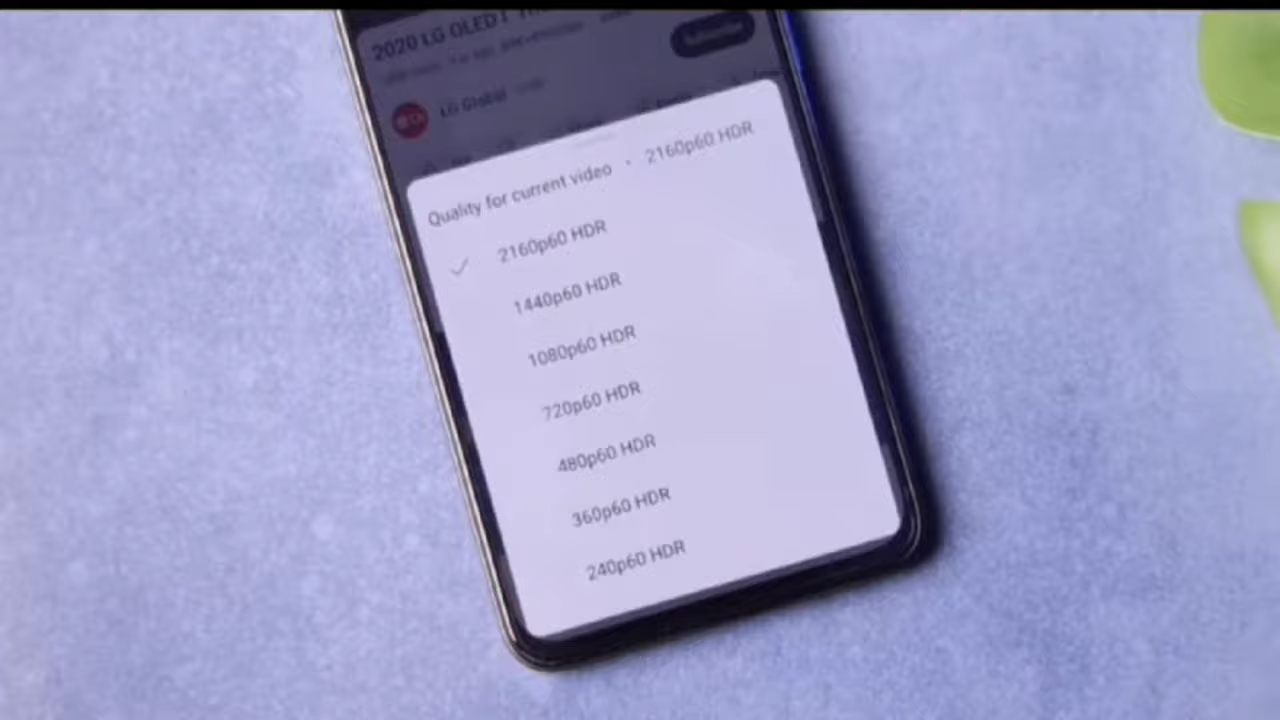 2020 LG OLED
LG Global
Quality for current video • 2160p60 HDR
2160p60 HDR
1440p60 HDR
1080p60 HDR
720p60 HDR
480p60 HDR
360p60 HDR
240p60 HDR